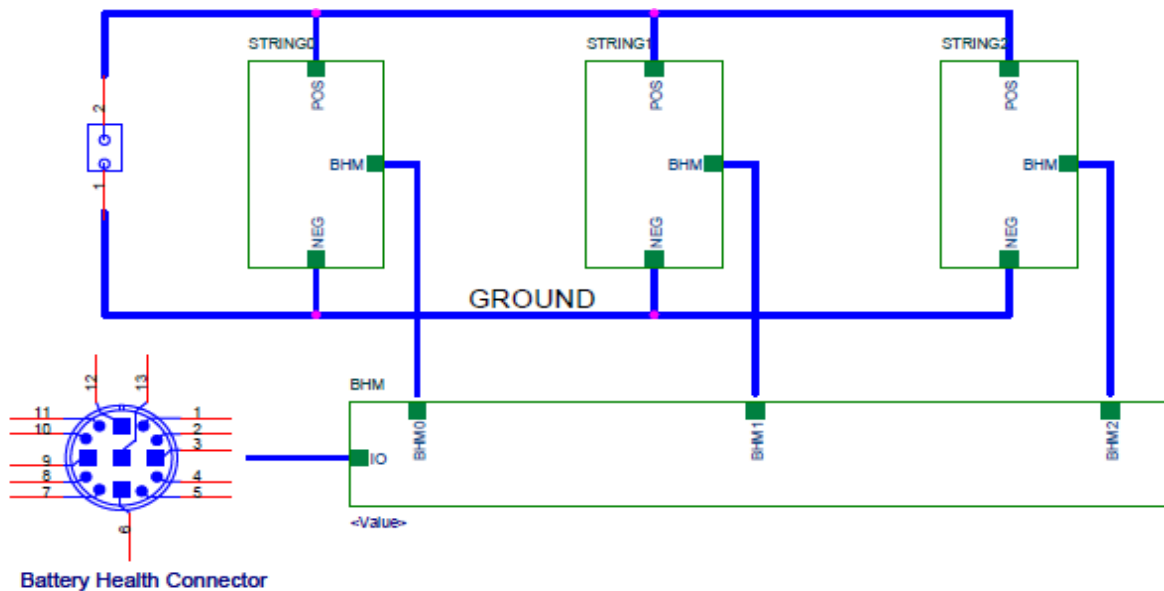 STRING0
STRING1
STRING2
POS
POS
POS
2
1
BHM
BHM
BHM
NEG
NEG
NEG
GROUND
BHM
12
13
11
10
9
8
7
1
2
3
4
5
6
IO
BHM0
BHM1
BHM2
<Value>
Battery Health Connector